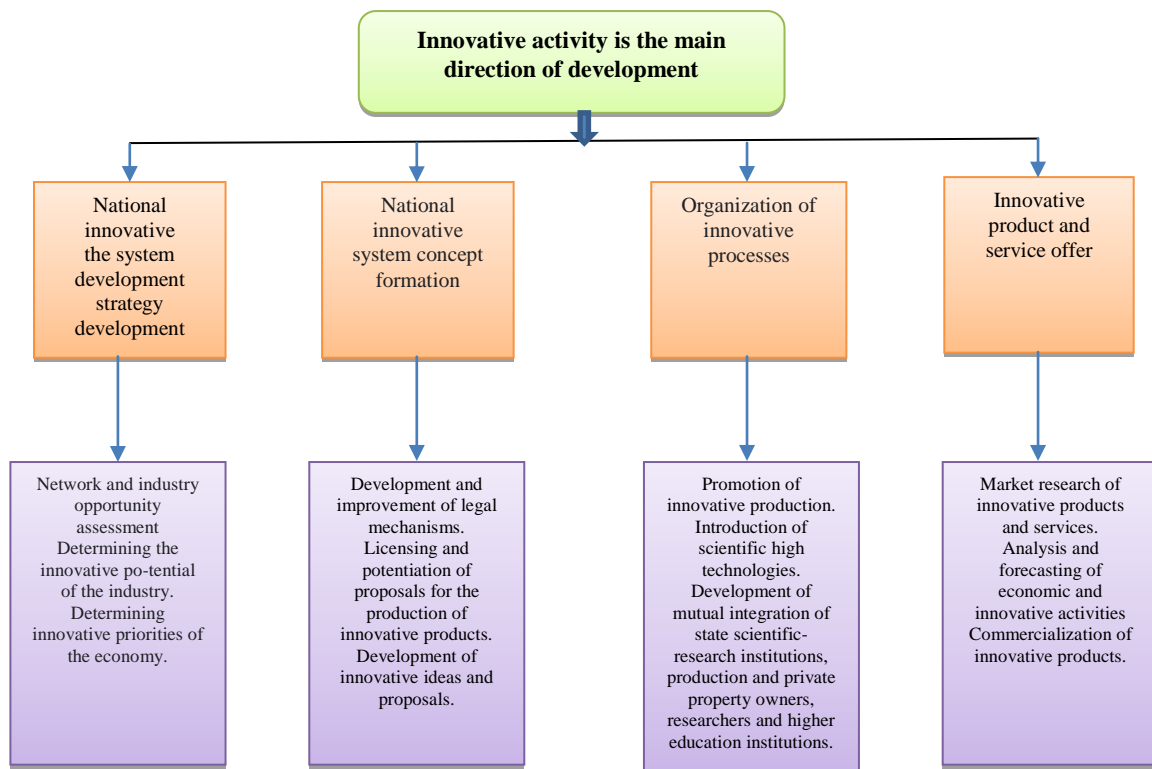 Innovative activity is the main
direction of development
National
innovative
the system
development
strategy
development
National
innovative
system concept
formation
Organization of
innovative
processes
Innovative
product and
service offer
Network and industry
opportunity
assessment
Determining the
innovative po-tential
of the industry.
Determining
innovative priorities of
the economy.
Development and
improvement of legal
mechanisms.
Licensing and
potentiation of
proposals for the
production of
innovative products.
Development of
innovative ideas and
proposals.
Promotion of
innovative production.
Introduction of
scientific high
technologies.
Development of
mutual integration of
state scientific-
research institutions,
production and private
property owners,
researchers and higher
education institutions.
Market research of
innovative products
and services.
Analysis and
forecasting of
economic and
innovative activities
Commercialization of
innovative products.